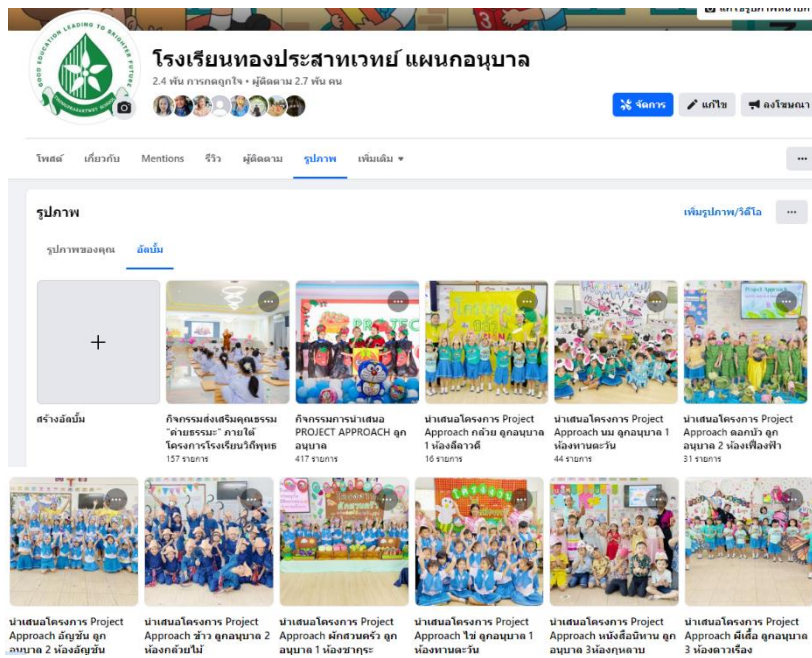 แก้ไขรูปภาพหน้าปก
GOOD EDUCATION LEADING TO BRIGHTER FUTURE
โรงเรียนทองประสาทเวทย์ แผนกอนุบาล
2.4 พัน การกดถูกใจ • ผู้ติดตาม 2.7 พัน คน
จัดการ แก้ไข ลงโฆษณา
โพสต์ เกี่ยวกับ Mentions รีวิว ผู้ติดตาม รูปภาพ เพิ่มเติม
รูปภาพ
เพิ่มรูปภาพ/วิดีโอ
รูปภาพของคุณ อัลบั้ม
สร้างอัลบั้ม
กิจกรรมส่งเสริมคุณธรรม
"ค่ายธรรมะ" ภายใต้
โครงการโรงเรียนวิถีพุทธ
157 รายการ
กิจกรรมการนำเสนอ
PROJECT APPROACH ลูก
อนุบาล
417 รายการ
นำเสนอโครงการ Project
Approach กล้วย ลูกอนุบาล
1 ห้องลีลาวดี
16 รายการ
นำเสนอโครงการ Project
Approach นม ลูกอนุบาล 1
ห้องทานตะวัน
44 รายการ
นำเสนอโครงการ Project
Approach ดอกบัว ลูก
อนุบาล 2 ห้องเฟื่องฟ้า
31 รายการ
นำเสนอโครงการ Project
Approach อัญชัน ลูก
อนุบาล 2 ห้องอัญชัน
นำเสนอโครงการ Project
Approach ข้าว ลูกอนุบาล 2
ห้องกล้วยไม้
นำเสนอโครงการ Project
Approach ผักสวนครัว ลูก
อนุบาล 1 ห้องซากุระ
นำเสนอโครงการ Project
Approach ไข่ ลูกอนุบาล 1
ห้องทานตะวัน
นำเสนอโครงการ Project
Approach หนังสือนิทาน ลูก
อนุบาล 3ห้องกุหลาบ
นำเสนอโครงการ Project
Approach ผีเสื้อ ลูกอนุบาล
3 ห้องดาวเรือง